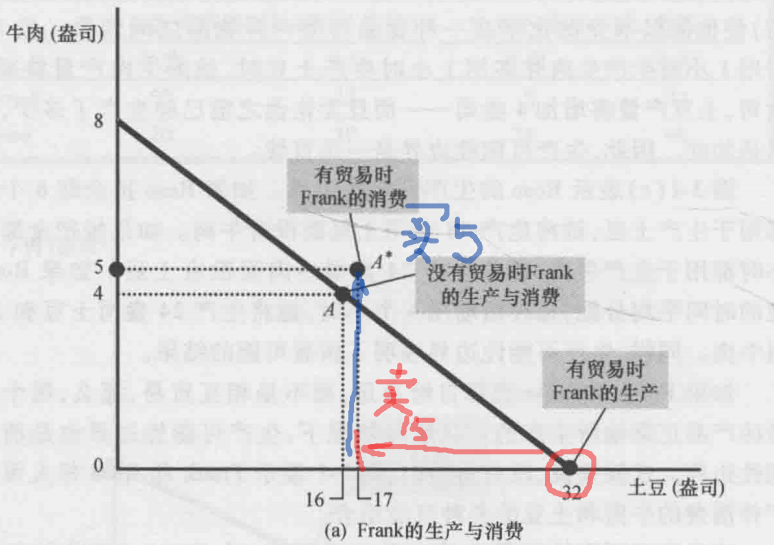 牛肉 (盎司)
8
有贸易时
Frank的消费
买5
5
A*
没有贸易时Frank
的生产与消费
4
A
有贸易时
Frank的生产
卖15
0
16
17
32
土豆 (盎司)
(a) Frank的生产与消费